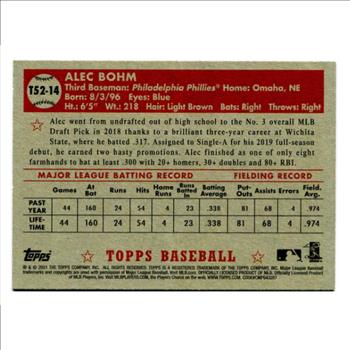 T52-14
ALEC BOHM
Third Baseman: Philadelphia Phillies Home: Omaha, NE
Born: 8/3/96 Eyes: Blue
Ht.: 6'5" Wt.: 218 Hair: Light Brown Bats: Right Throws: Right
Alec went from undrafted out of high school to the No. 3 overall MLB
Draft Pick in 2018 thanks to a brilliant three-year career at Wichita
State, where he batted .317. Assigned to Single-A for his 2019 full-season
debut, he earned two hasty promotions. Bohm finished as one of six
prospects to bat at least .300 with 20+ homers, 30+ doubles and 80+ RBI.
MAJOR LEAGUE BATTING RECORD FIELDING RECORD
Games At Bat Runs Hits Home Runs Runs Batted In Batting Average Put-outs Assists Errors Field. Avg.
PAST YEAR 44 160 24 54 4 23 .338 81 68 4 .974
LIFE-TIME 44 160 24 54 4 23 .338 81 68 4 .974
Topps TOPPS BASEBALL